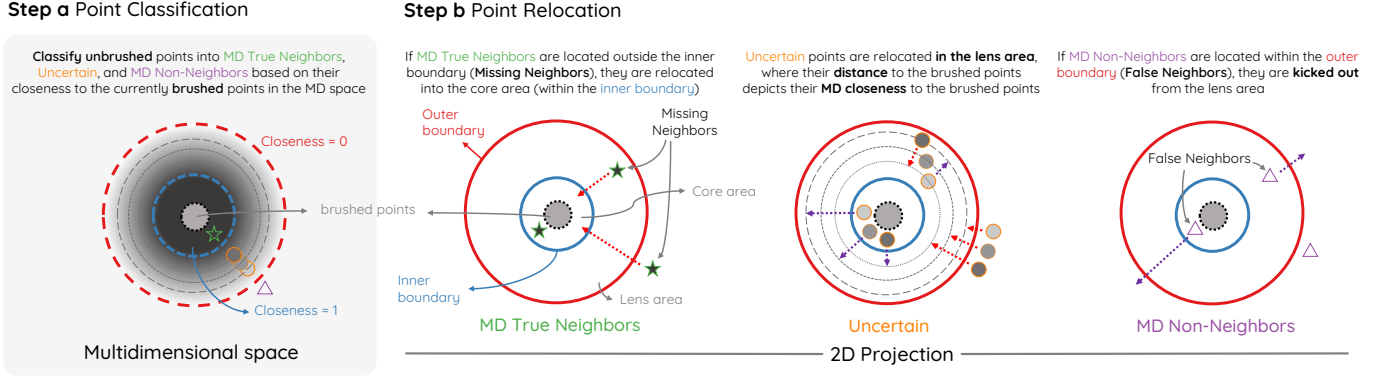 Step a Point Classification
Classify unbrushed points into MD True Neighbors,
Uncertain, and MD Non-Neighbors based on their
closeness to the currently brushed points in the MD space
Closeness = 0
brushed points
Closeness = 1
Multidimensional space
Step b Point Relocation
If MD True Neighbors are located outside the inner
boundary (Missing Neighbors), they are relocated
into the core area (within the inner boundary)
Outer
boundary
Missing
Neighbors
Core area
Inner
boundary
Lens area
MD True Neighbors
Uncertain points are relocated in the lens area,
where their distance to the brushed points
depicts their MD closeness to the brushed points
Uncertain
If MD Non-Neighbors are located within the outer
boundary (False Neighbors), they are kicked out
from the lens area
False Neighbors
MD Non-Neighbors
2D Projection